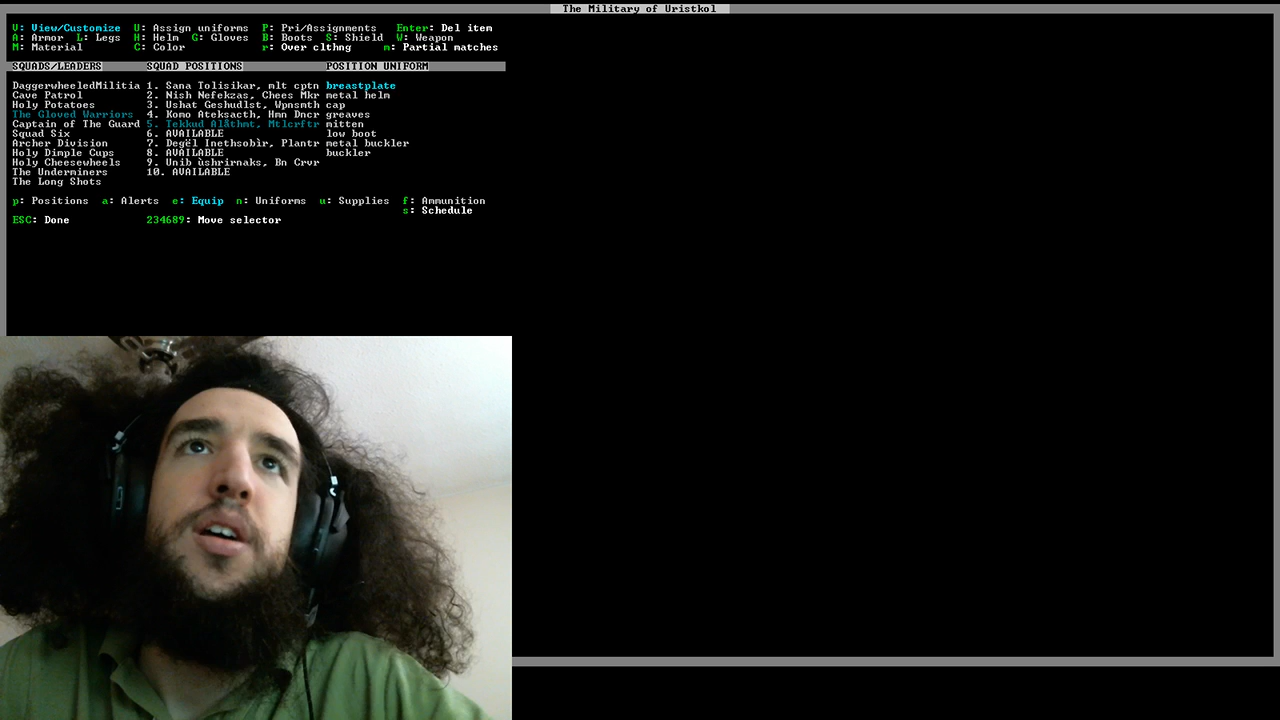 The Military of Uristkol
V: View/Customize U: Assign uniforms P: Pri/Assignments Enter: Del item
A: Armor L: Legs H: Helm G: Gloves B: Boots S: Shield W: Weapon
M: Material C: Color r: Over clthng m: Partial matches
SQUADS/LEADERS SQUAD POSITIONS POSITION UNIFORM
DaggerwheeledMilitia 1. Sana Tolisikar, mlt cptn breastplate
Cave Patrol 2. Nish Nefekzas, Chees Mkr metal helm
Holy Potatoes 3. Ushat Geshudlst, Wpnsmth cap
The Gloved Warriors 4. Komo Ateksacth, Hmn Dncr greaves
Captain of The Guard 5. Tekkud Alåthmt, Mtlcrftr mitten
Squad Six 6. AVAILABLE low boot
Archer Division 7. Degël Inethsobìr, Plantr metal buckler
Holy Dimple Cups 8. AVAILABLE buckler
Holy Cheesewheels 9. Unib ùshrirnaks, Bn Crvr
The Underminers 10. AVAILABLE
The Long Shots
p: Positions a: Alerts e: Equip n: Uniforms u: Supplies f: Ammunition
s: Schedule
ESC: Done 234689: Move selector